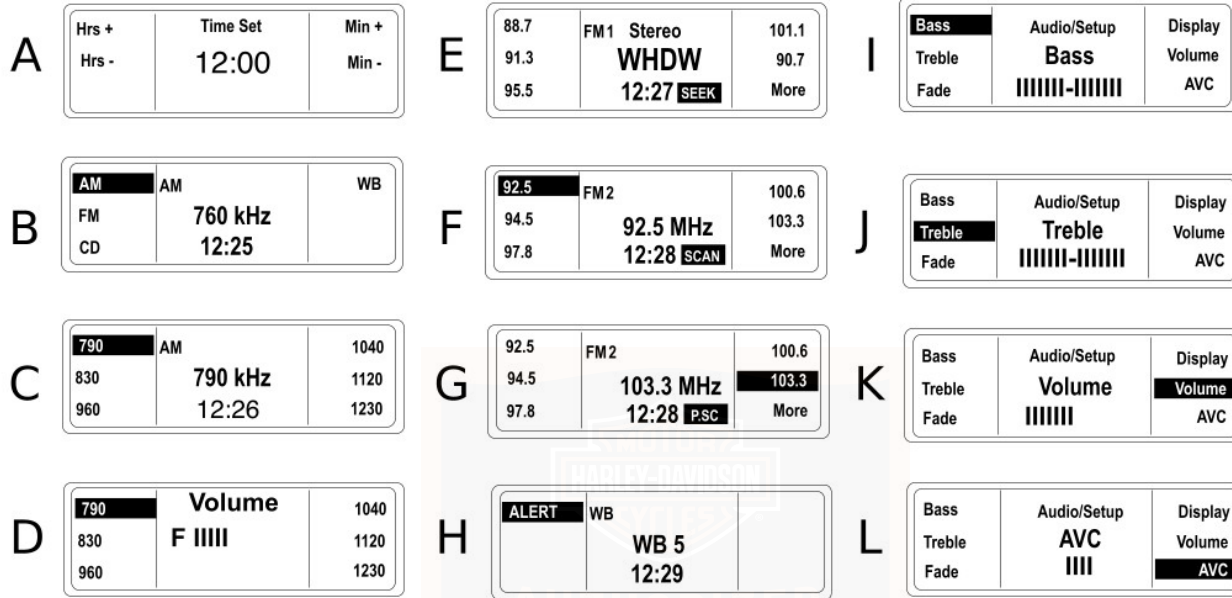 A
Hrs +
Hrs -
Time Set
12:00
Min +
Min -
B
AM
FM
CD
AM
760 kHz
12:25
WB
C
790
830
960
AM
790 kHz
12:26
1040
1120
1230
D
790
830
960
Volume
F IIIII
1040
1120
1230
E
88.7
91.3
95.5
FM1 Stereo
WHDW
12:27 SEEK
101.1
90.7
More
F
92.5
94.5
97.8
FM2
92.5 MHz
12:28 SCAN
100.6
103.3
More
G
92.5
94.5
97.8
FM2
103.3 MHz
12:28 P.SC
100.6
103.3
More
H
ALERT
WB
WB 5
12:29
I
Bass
Treble
Fade
Audio/Setup
Bass
IIIIIII-IIIIIII
Display
Volume
AVC
J
Bass
Treble
Fade
Audio/Setup
Treble
IIIIIII-IIIIIII
Display
Volume
AVC
K
Bass
Treble
Fade
Audio/Setup
Volume
IIIIIII
Display
Volume
AVC
L
Bass
Treble
Fade
Audio/Setup
AVC
IIII
Display
Volume
AVC
MOTOR
HARLEY-DAVIDSON
CYCLES